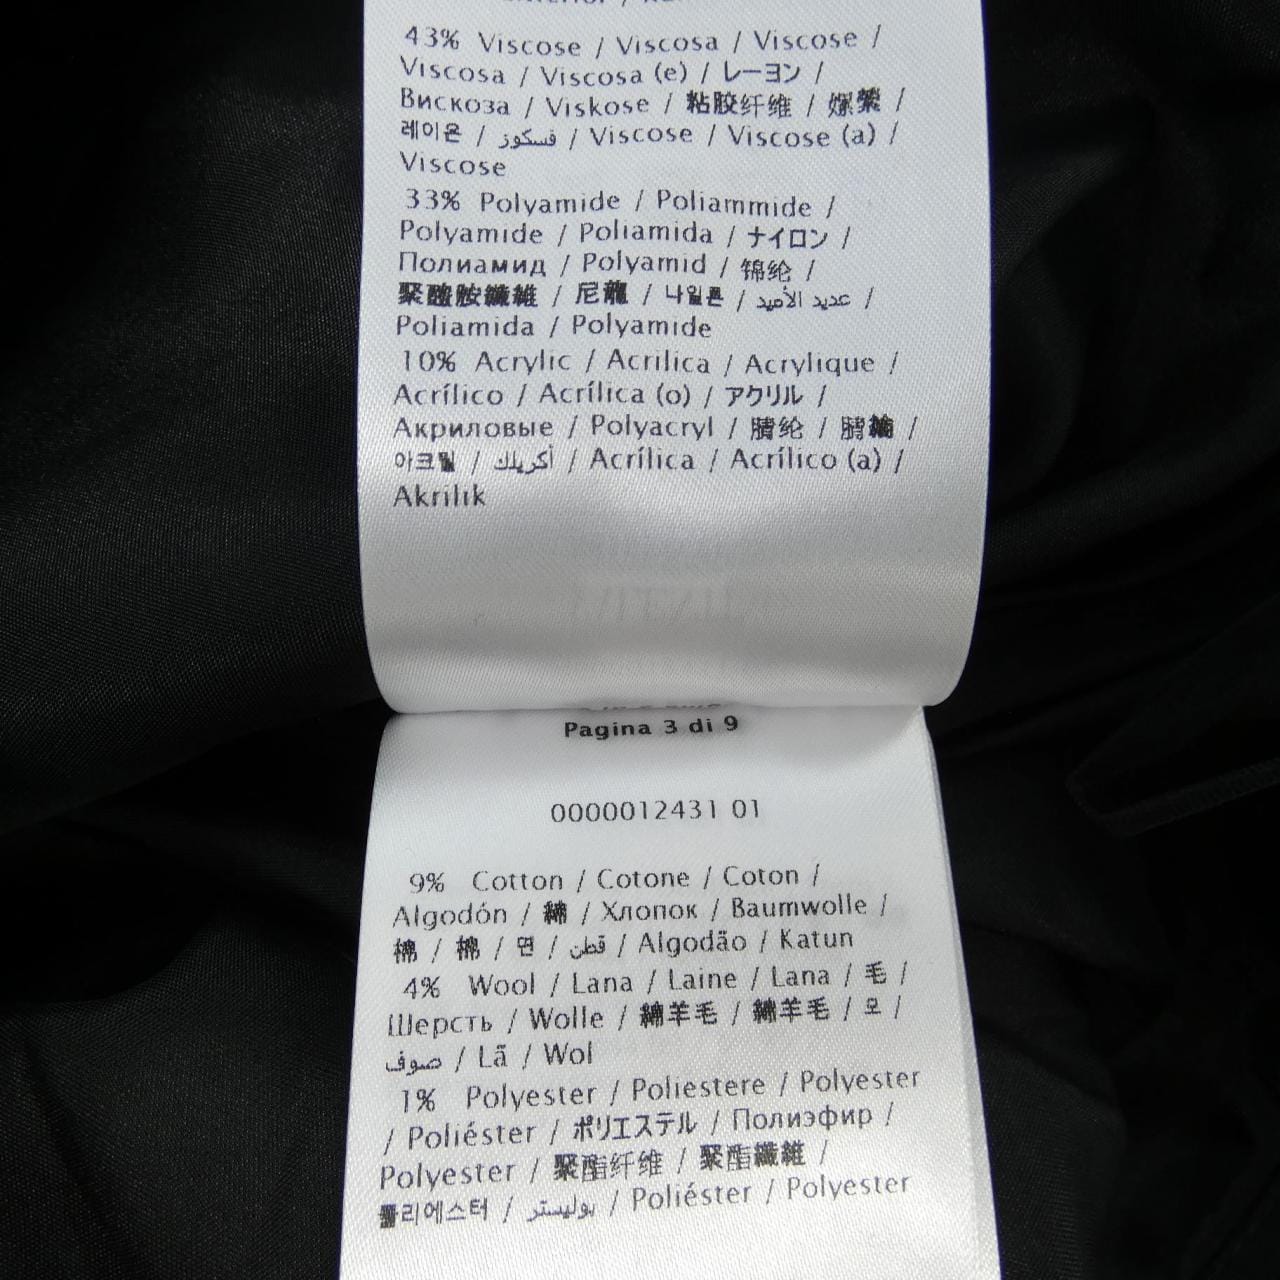 43% Viscose / Viscosa / Viscose /
Viscosa / Viscosa (e) / レーヨン /
Вискоза / Viskose / 粘胶纤维 / 嫘縈 /
레이온 / فسكوز / Viscose / Viscose (a) /
Viscose
33% Polyamide / Poliammide /
Polyamide / Poliamida / ナイロン /
Полиамид / Polyamid / 锦纶 /
聚醯胺纖維 / 尼龍 / 나일론 / عديد الأميد /
Poliamida / Polyamide
10% Acrylic / Acrilica / Acrylique /
Acrílico / Acrílica (o) / アクリル /
Акриловые / Polyacryl / 腈纶 / 腈綸 /
아크릴 / أكريلك / Acrílica / Acrílico (a) /
Akrilik
Pagina 3 di 9
0000012431 01
9% Cotton / Cotone / Coton /
Algodón / 綿 / Хлопок / Baumwolle /
棉 / 棉 / 면 / قطن / Algodão / Katun
4% Wool / Lana / Laine / Lana / 毛 /
Шерсть / Wolle / 綿羊毛 / 綿羊毛 / 모 /
صوف / Lã / Wol
1% Polyester / Poliestere / Polyester
/ Poliéster / ポリエステル / Полиэфир /
Polyester / 聚酯纤维 / 聚酯纖維 /
폴리에스터 / بوليستر / Poliéster / Polyester